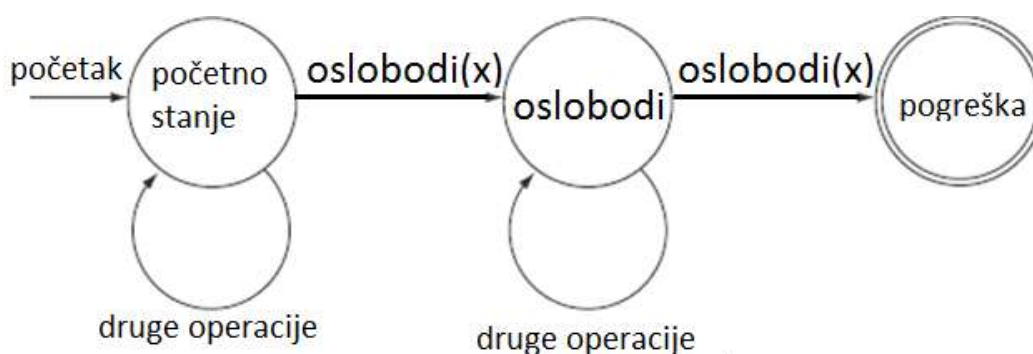 početak
početno
stanje
oslobodi(x)
oslobodi
oslobodi(x)
pogreška
druge operacije
druge operacije